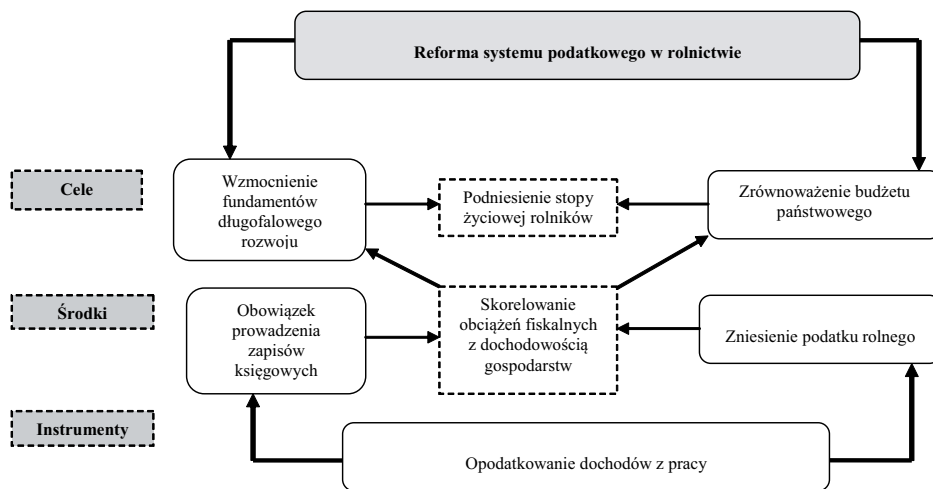 Reforma systemu podatkowego w rolnictwie
Cele
Wzmocnienie
fundamentów
długofalowego
rozwoju
Podniesienie stopy
życiowej rolników
Zrównoważenie budżetu
państwowego
Środki
Obowiązek
prowadzenia
zapisów
księgowych
Skorelowanie
obciążeń fiskalnych
z dochodowością
gospodarstw
Zniesienie podatku rolnego
Instrumenty
Opodatkowanie dochodów z pracy